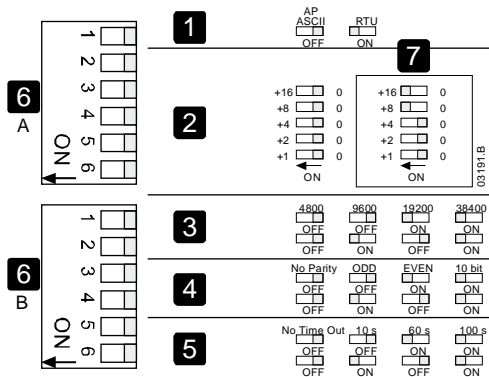 1
AP
ASCII RTU
OFF ON
6
A
1
2
3
4
5
6
ON
2
+16 0
+8 0
+4 0
+2 0
+1 0
ON
7
+16 0
+8 0
+4 0
+2 0
+1 0
ON
03191.B
6
B
1
2
3
4
5
6
ON
3
4800 9600 19200 38400
OFF OFF ON ON
OFF ON OFF ON
4
No Parity ODD EVEN 10 bit
OFF OFF ON ON
OFF ON OFF ON
5
No Time Out 10 s 60 s 100 s
OFF OFF ON ON
OFF ON OFF ON